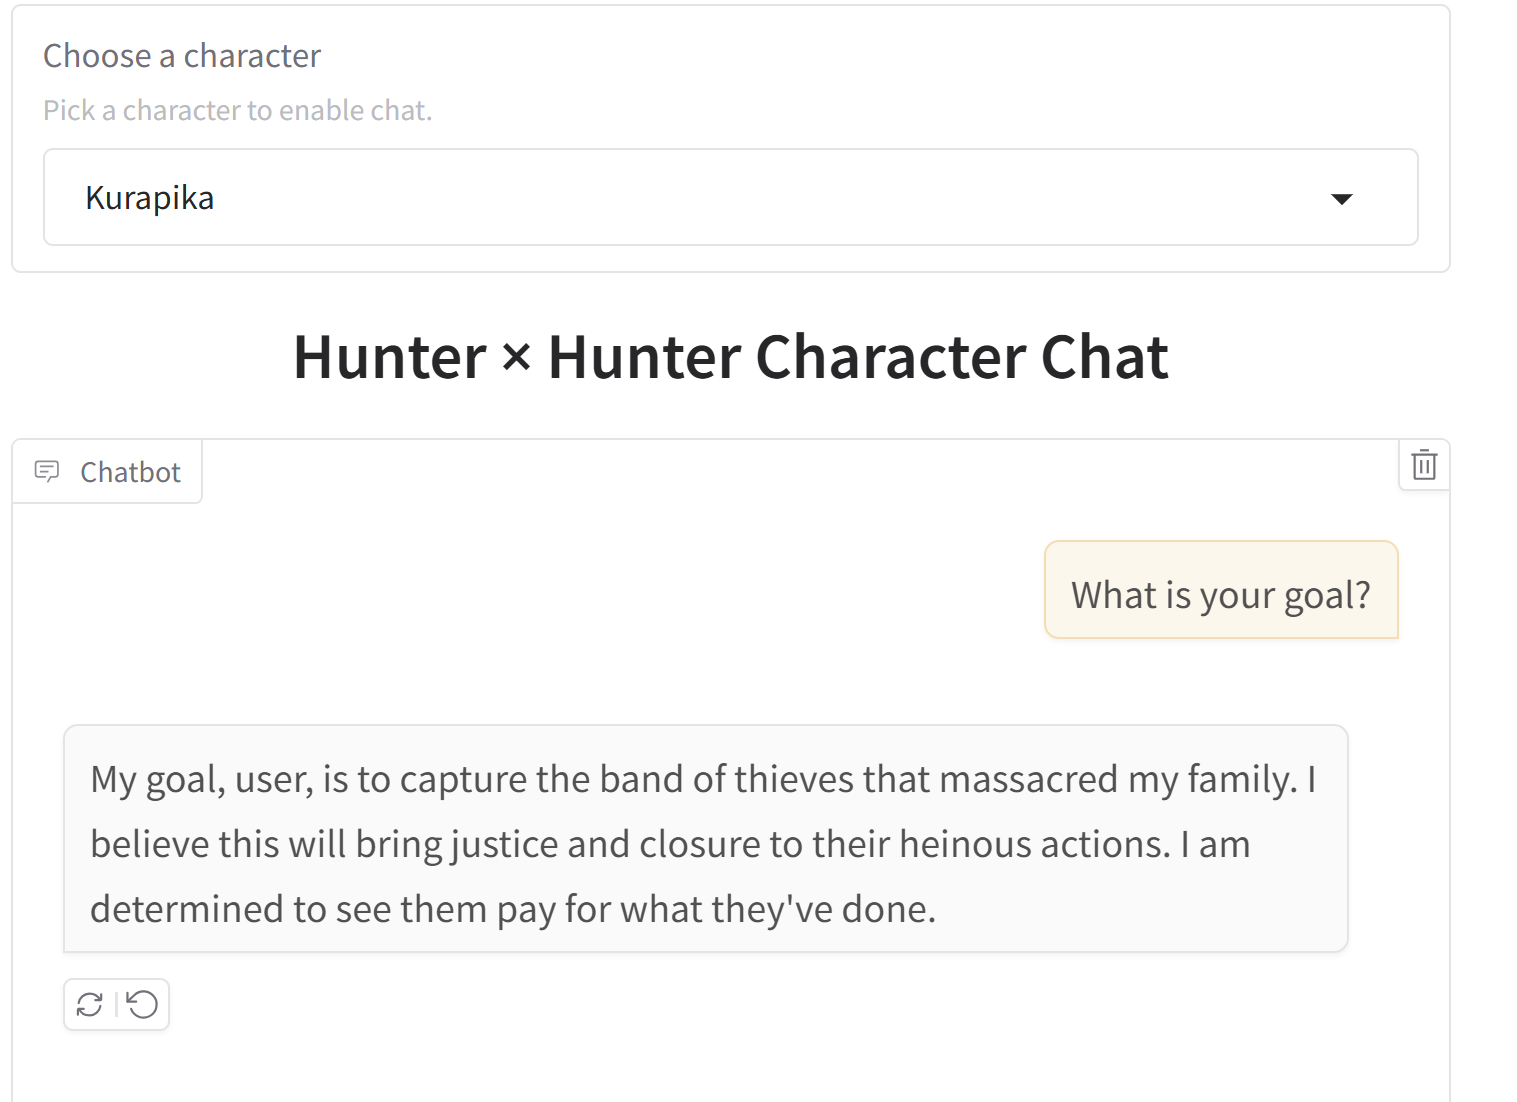 Choose a character
Pick a character to enable chat.
Kurapika
Hunter × Hunter Character Chat
Chatbot
What is your goal?
My goal, user, is to capture the band of thieves that massacred my family. I
believe this will bring justice and closure to their heinous actions. I am
determined to see them pay for what they've done.